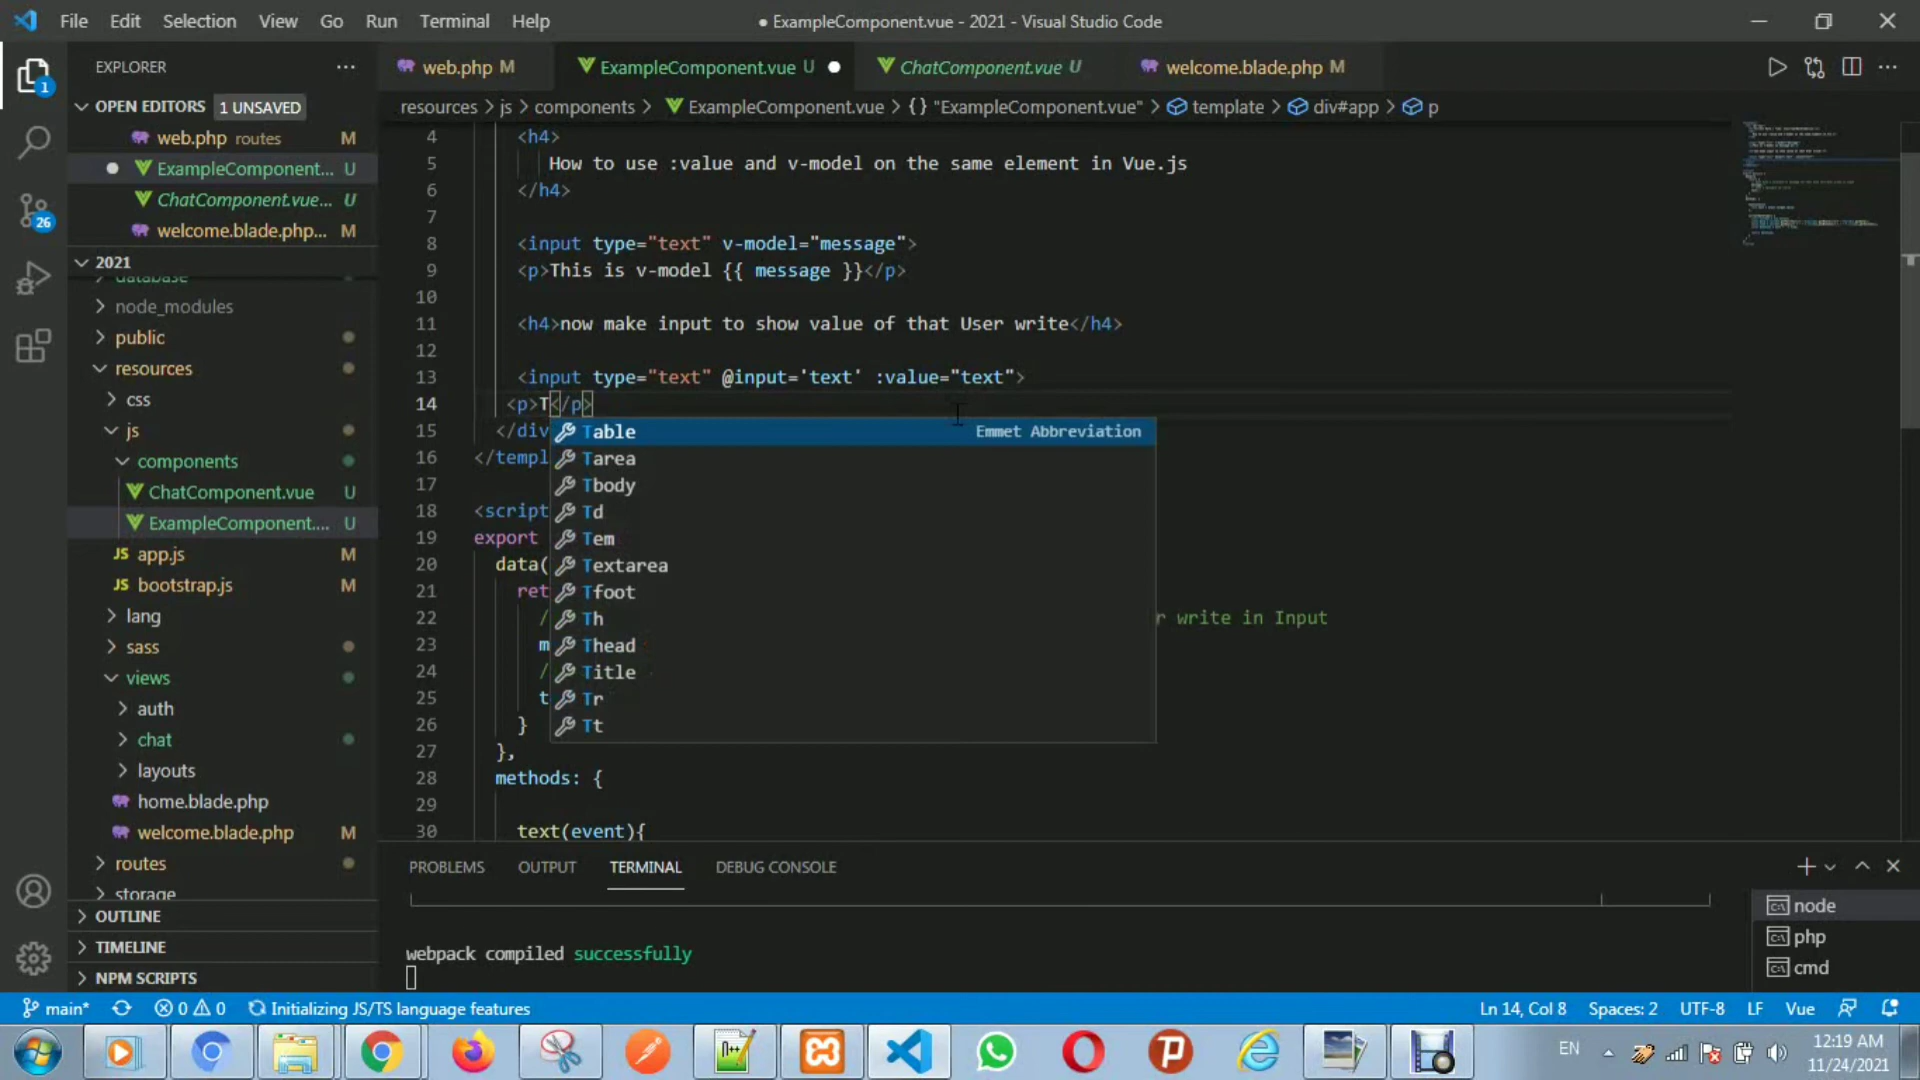 File Edit Selection View Go Run Terminal Help
● ExampleComponent.vue - 2021 - Visual Studio Code
EXPLORER ···
OPEN EDITORS 1 UNSAVED
web.php routes M
ExampleComponent... U
ChatComponent.vue... U
welcome.blade.php... M
2021
database
node_modules
public
resources
css
js
components
ChatComponent.vue U
ExampleComponent.... U
JS app.js M
JS bootstrap.js M
lang
sass
views
auth
chat
layouts
home.blade.php
welcome.blade.php M
routes
storage
OUTLINE
TIMELINE
NPM SCRIPTS
1
26
web.php M
ExampleComponent.vue U ●
ChatComponent.vue U
welcome.blade.php M
resources > js > components > ExampleComponent.vue > {} "ExampleComponent.vue" > template > div#app > p
4 <h4>
5 How to use :value and v-model on the same element in Vue.js
6 </h4>
7
8 <input type="text" v-model="message">
9 <p>This is v-model {{ message }}</p>
10
11 <h4>now make input to show value of that User write</h4>
12
13 <input type="text" @input='text' :value="text">
14 <p>T</p>
15 </div
16 </templ
17
18 <script
19 export
20 data(
21 ret
22 / r write in Input
23 m
24 /
25 t
26 }
27 },
28 methods: {
29
30 text(event){
Table Emmet Abbreviation
Tarea
Tbody
Td
Tem
Textarea
Tfoot
Th
Thead
Title
Tr
Tt
PROBLEMS OUTPUT TERMINAL DEBUG CONSOLE
webpack compiled successfully
node
php
cmd
main* 0 0 Initializing JS/TS language features
Ln 14, Col 8 Spaces: 2 UTF-8 LF Vue
EN
12:19 AM
11/24/2021